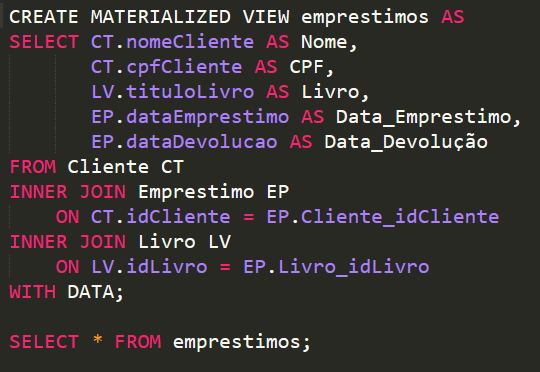 CREATE MATERIALIZED VIEW emprestimos AS
SELECT CT.nomeCliente AS Nome,
       CT.cpfCliente AS CPF,
       LV.tituloLivro AS Livro,
       EP.dataEmprestimo AS Data_Emprestimo,
       EP.dataDevolucao AS Data_Devolução
FROM Cliente CT
INNER JOIN Emprestimo EP
    ON CT.idCliente = EP.Cliente_idCliente
INNER JOIN Livro LV
    ON LV.idLivro = EP.Livro_idLivro
WITH DATA;

SELECT * FROM emprestimos;